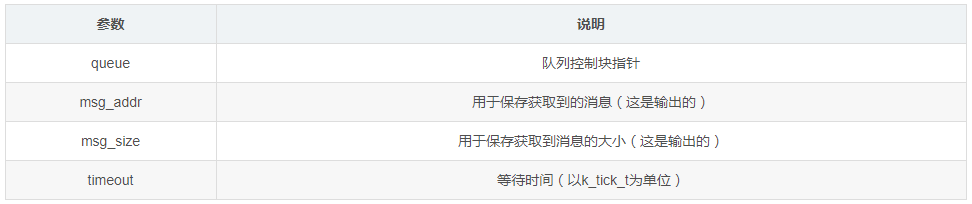 参数 说明
queue 队列控制块指针
msg_addr 用于保存获取到的消息（这是输出的）
msg_size 用于保存获取到消息的大小（这是输出的）
timeout 等待时间（以k_tick_t为单位）